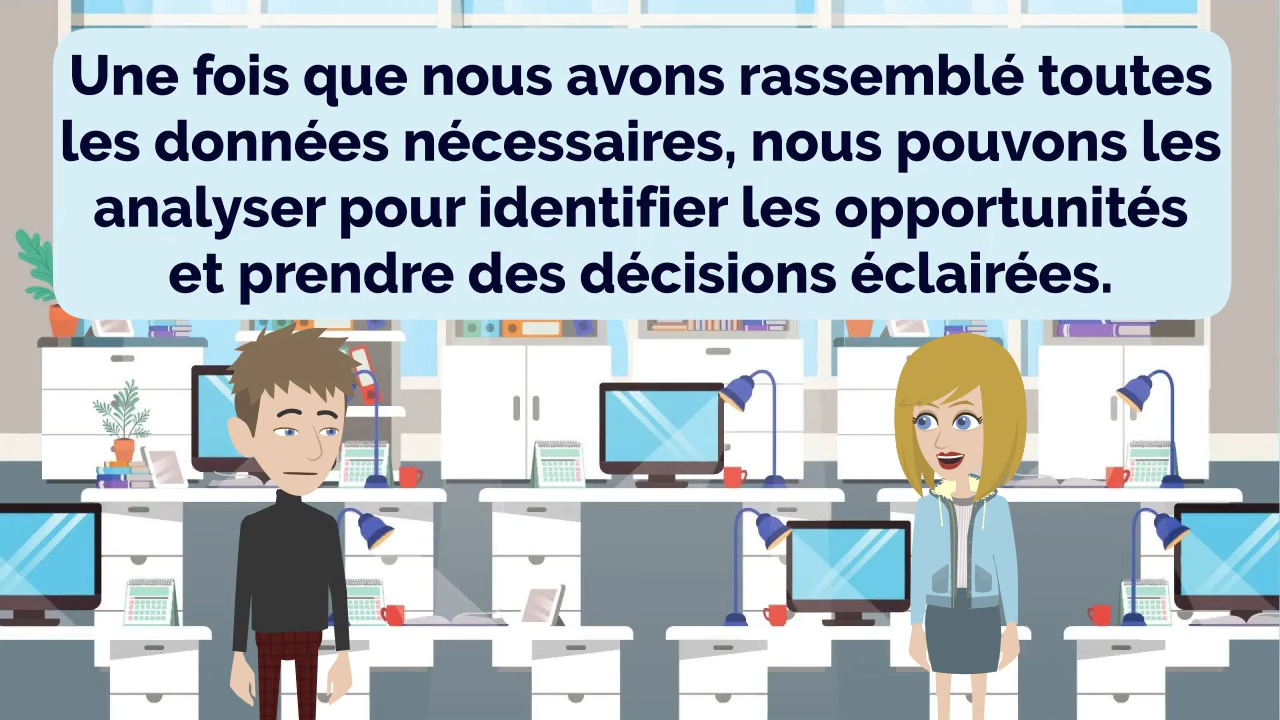 Une fois que nous avons rassemblé toutes
les données nécessaires, nous pouvons les
analyser pour identifier les opportunités
et prendre des décisions éclairées.